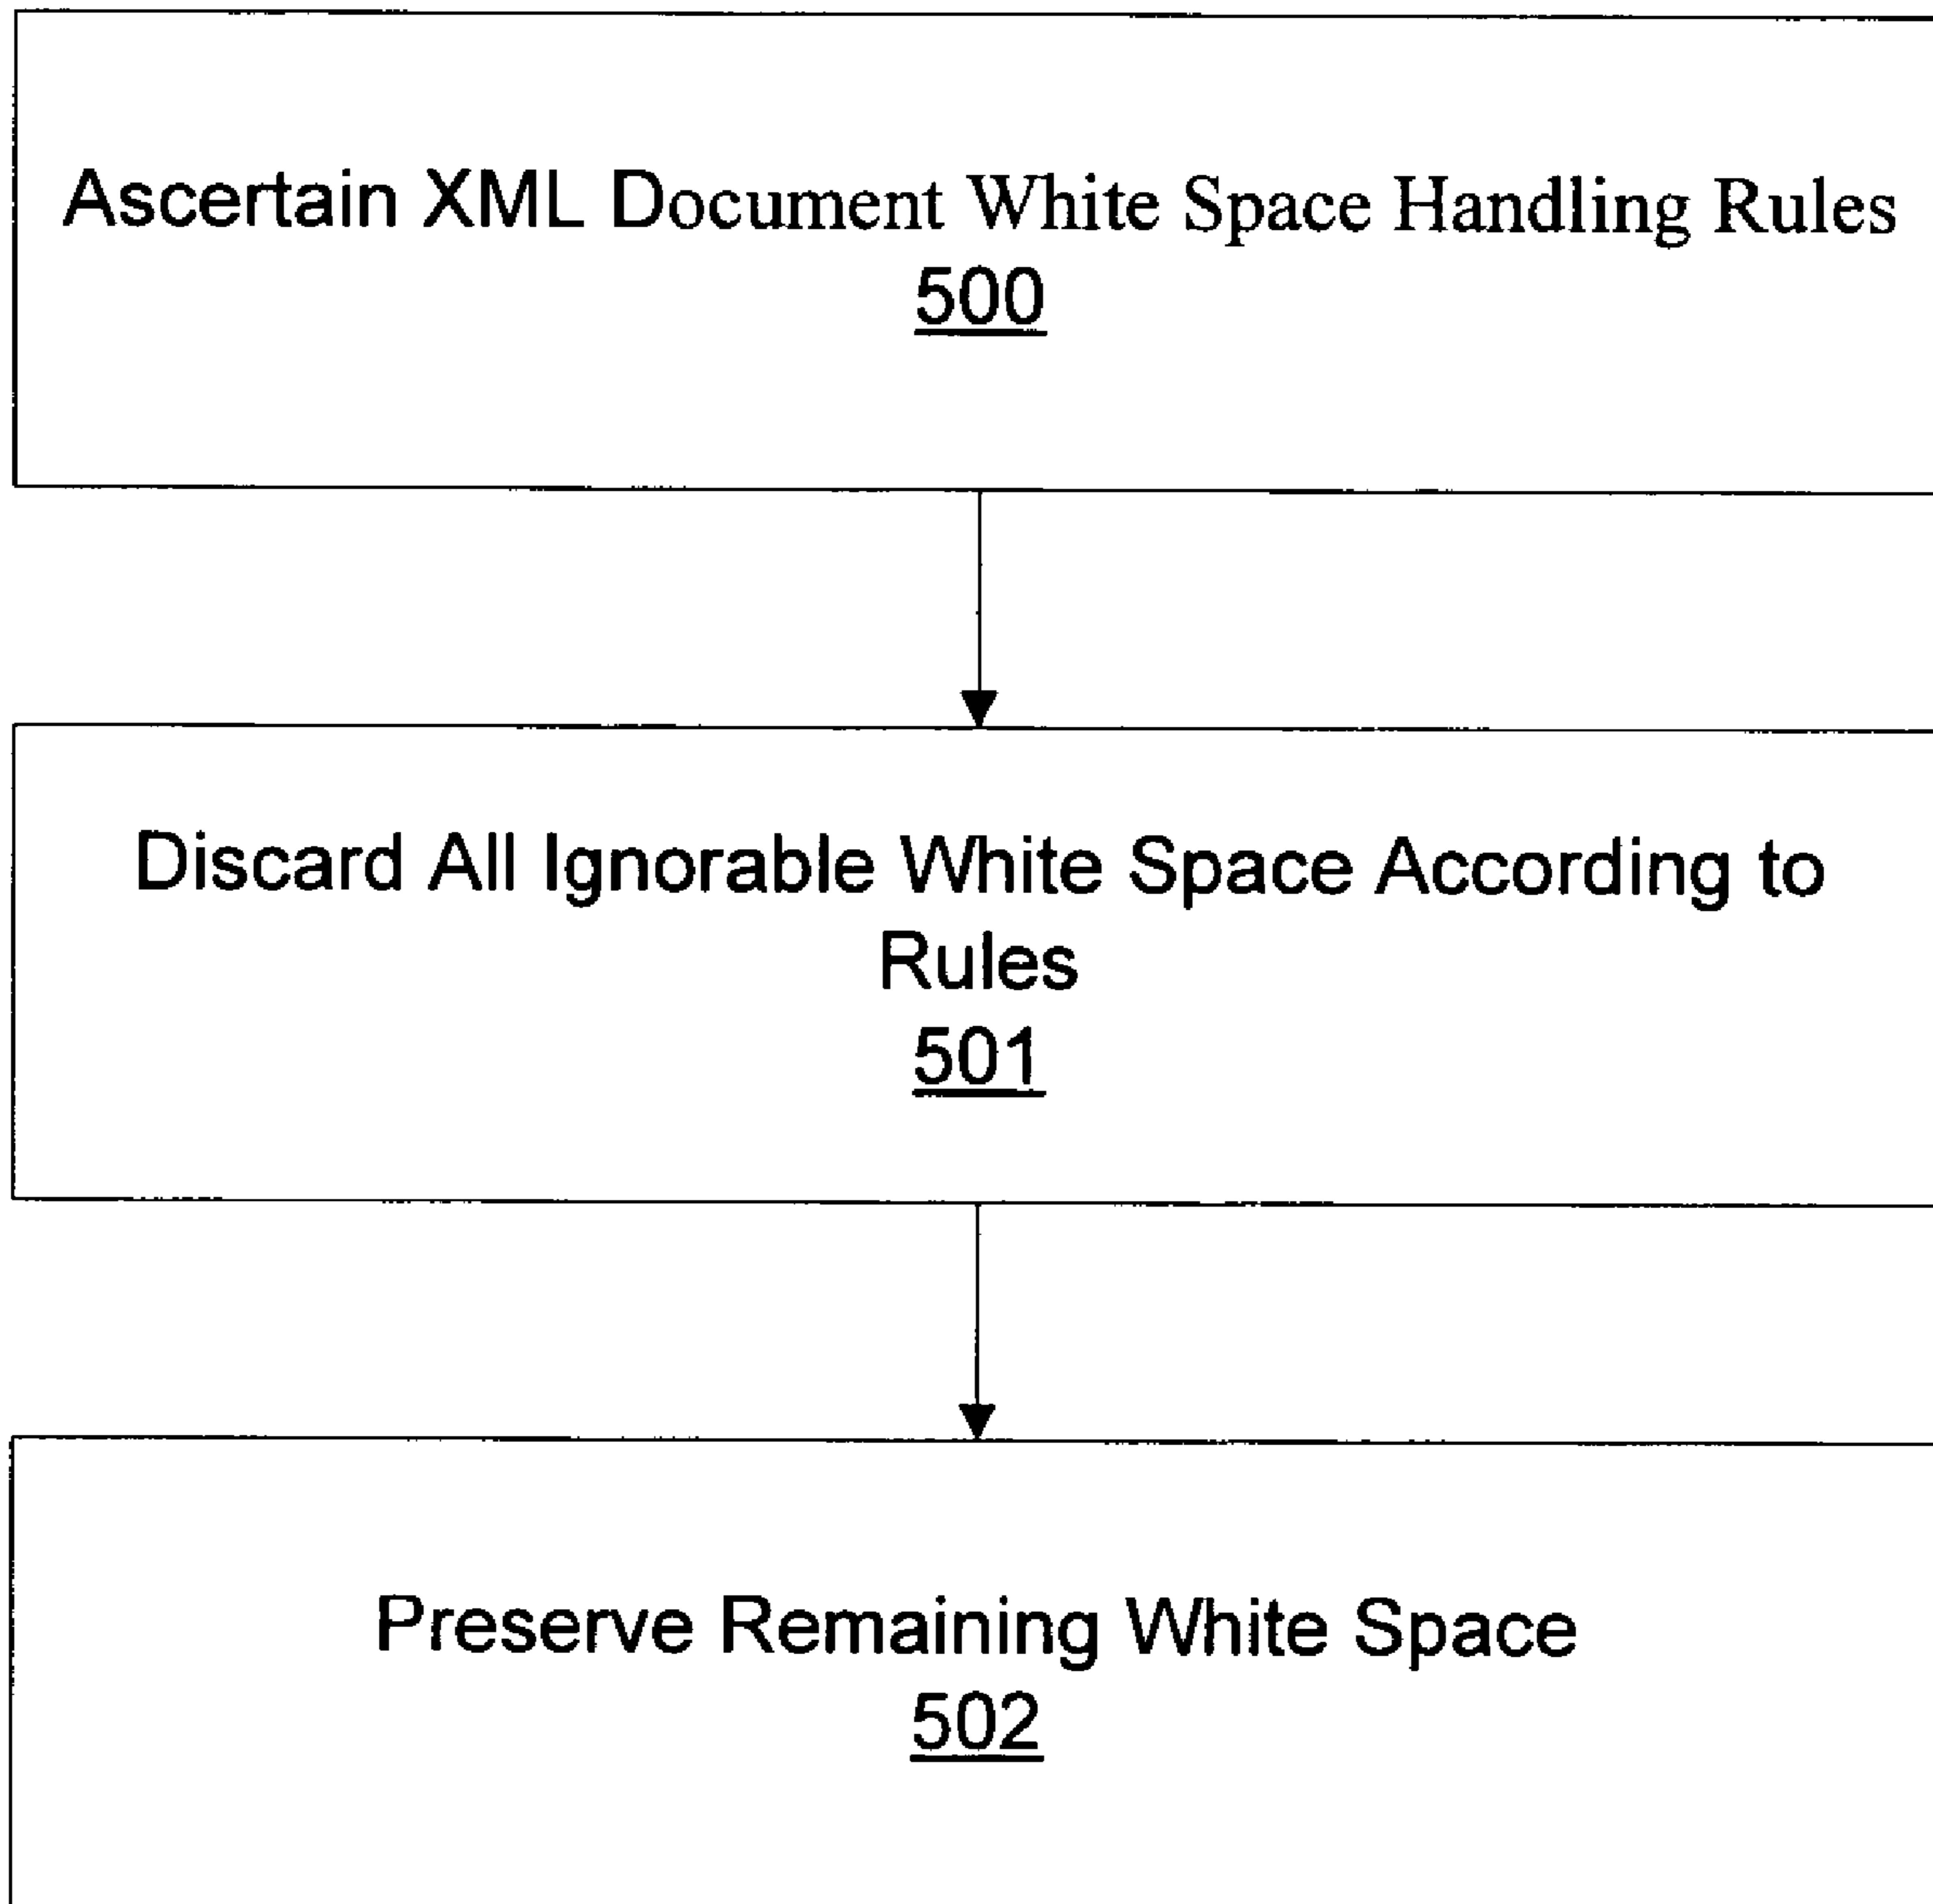 Ascertain XML Document White Space Handling Rules
500
Discard All Ignorable White Space According to
Rules
501
Preserve Remaining White Space
502